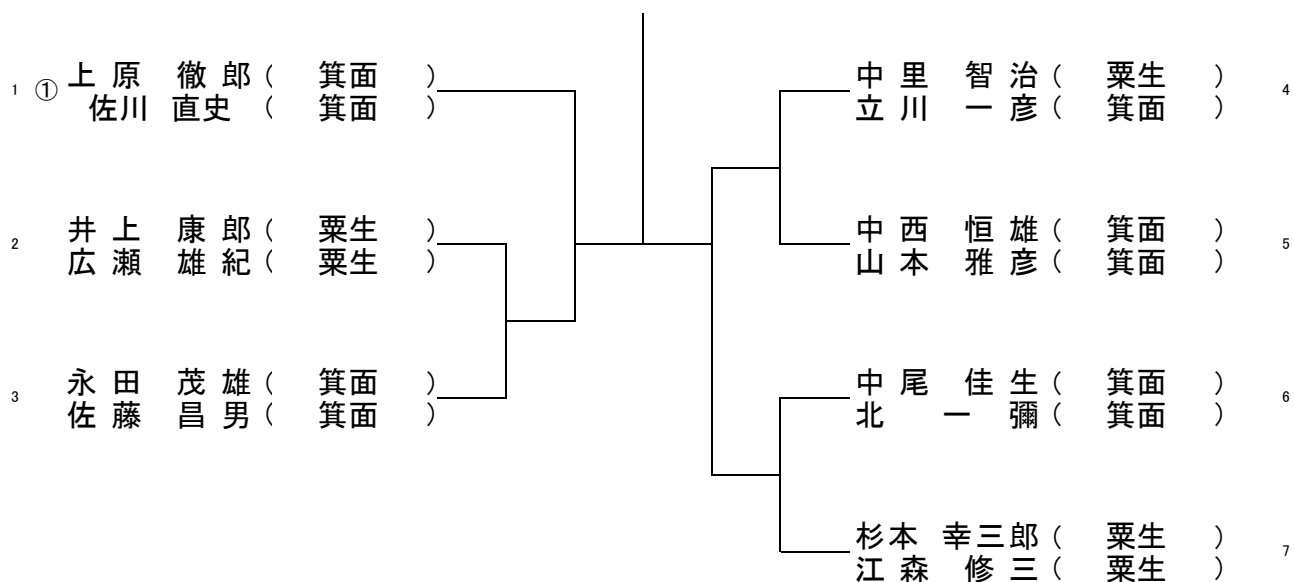 1 ① 上原 徹郎 ( 箕面 )
佐川 直史 ( 箕面 )
2 井上 康郎 ( 粟生 )
広瀬 雄紀 ( 粟生 )
3 永田 茂雄 ( 箕面 )
佐藤 昌男 ( 箕面 )
中里 智治 ( 粟生 ) 4
立川 一彦 ( 箕面 )
中西 恒雄 ( 箕面 ) 5
山本 雅彦 ( 箕面 )
中尾 佳生 ( 箕面 ) 6
北 一彌 ( 箕面 )
杉本 幸三郎 ( 粟生 ) 7
江森 修三 ( 粟生 )